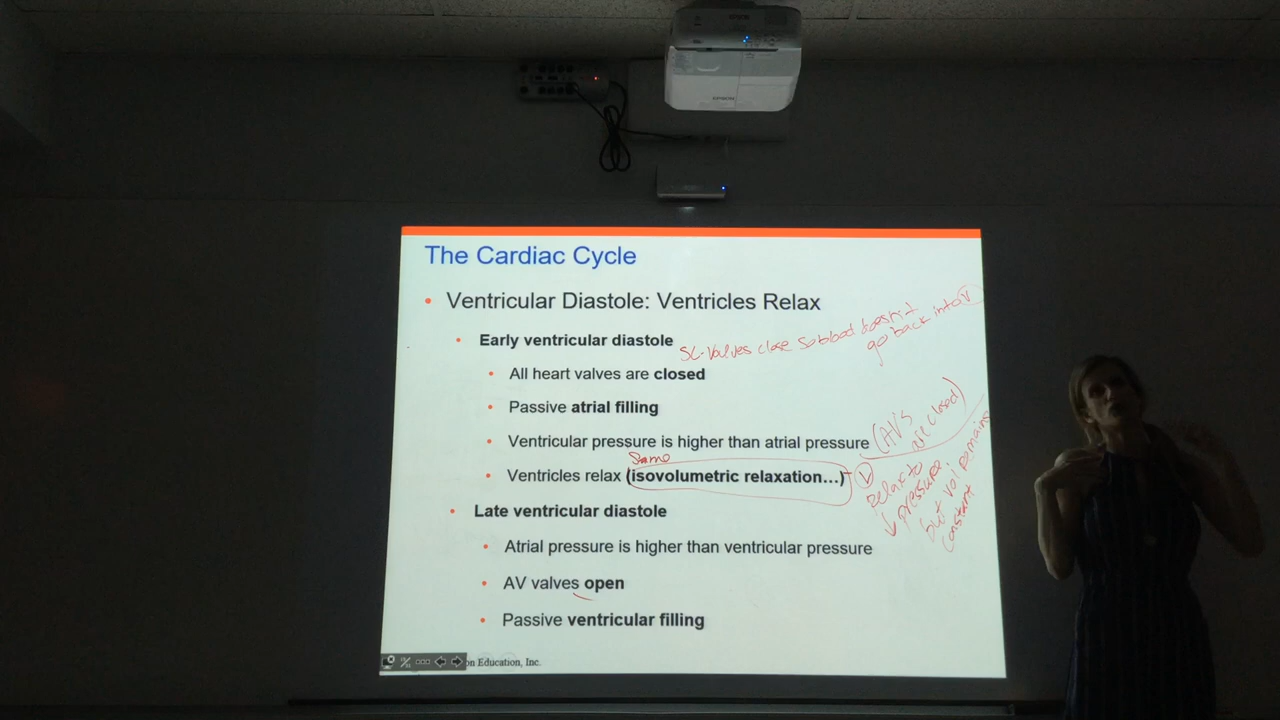 EPSON
EPSON
The Cardiac Cycle
• Ventricular Diastole: Ventricles Relax
• Early ventricular diastole
SL valves close so blood doesn't
go back into V
• All heart valves are closed
• Passive atrial filling
• Ventricular pressure is higher than atrial pressure
(AV's
are closed)
Same
• Ventricles relax (isovolumetric relaxation...)
relax to
↓ pressure
but vol remains
constant
• Late ventricular diastole
• Atrial pressure is higher than ventricular pressure
• AV valves open
• Passive ventricular filling
on Education, Inc.